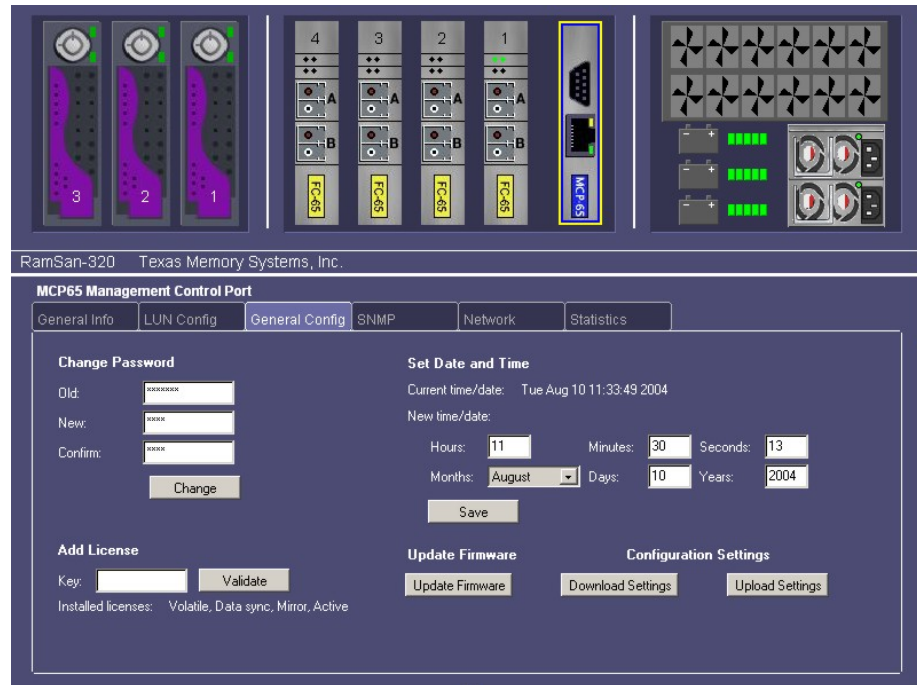 4 3 2 1
A A A A
B B B B
3 2 1
FC-65 FC-65 FC-65 FC-65 MCP-65
- +
- +
- +
RamSan-320 Texas Memory Systems, Inc.
MCP65 Management Control Port
General Info LUN Config General Config SNMP Network Statistics
Change Password
Old: *******
New: ****
Confirm: ****
Change
Set Date and Time
Current time/date: Tue Aug 10 11:33:49 2004
New time/date:
Hours: 11 Minutes: 30 Seconds: 13
Months: August Days: 10 Years: 2004
Save
Add License
Key: Validate
Installed licenses: Volatile, Data sync, Mirror, Active
Update Firmware
Update Firmware
Configuration Settings
Download Settings Upload Settings